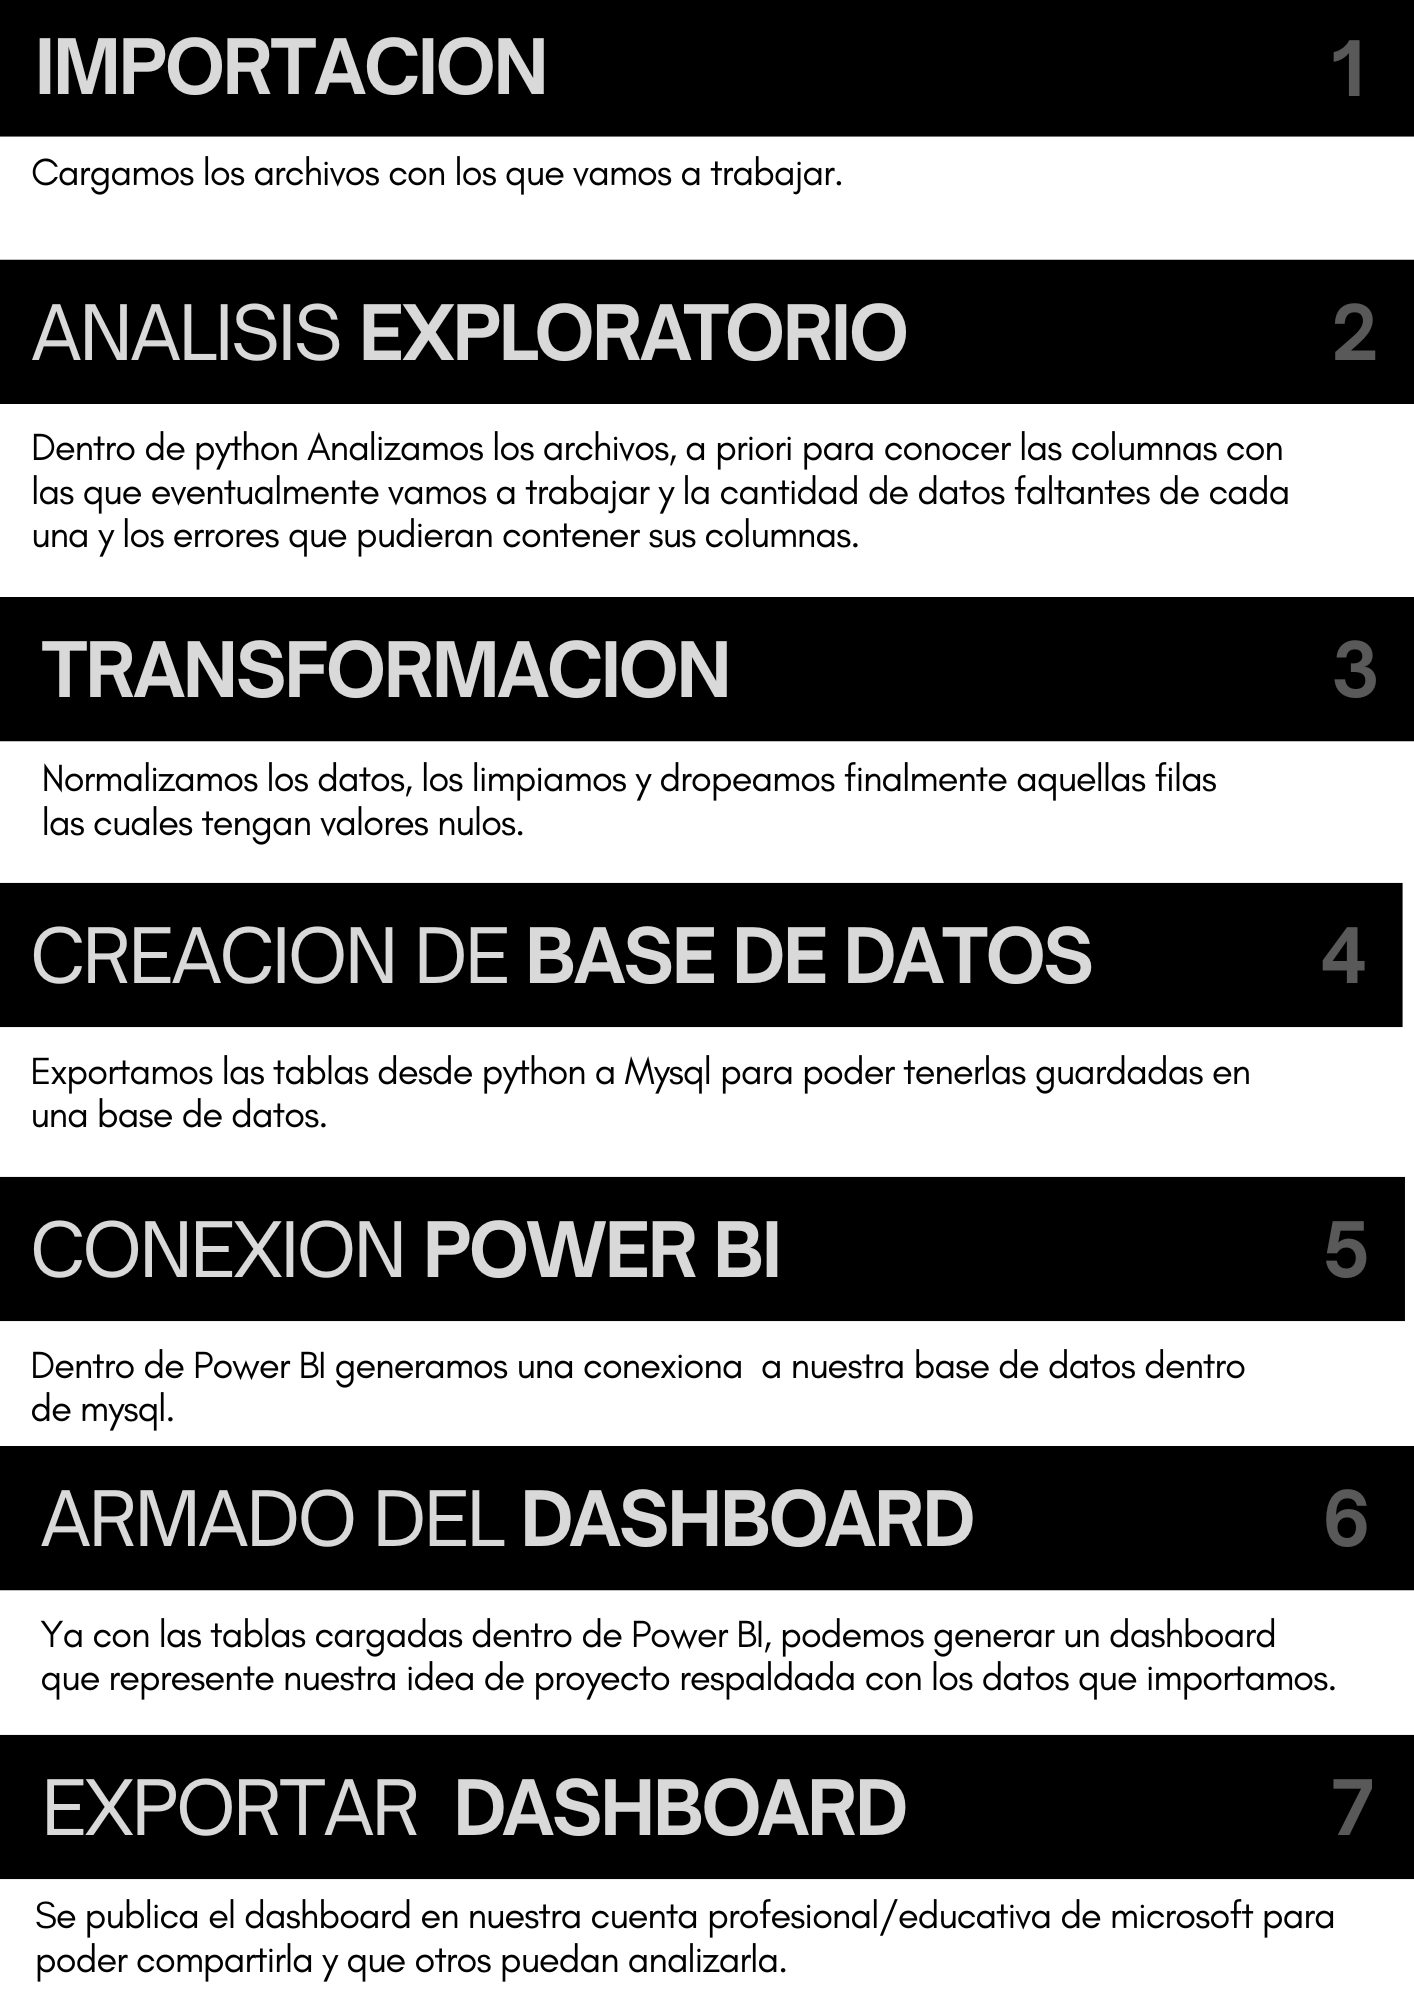 IMPORTACION 1
Cargamos los archivos con los que vamos a trabajar.
ANALISIS EXPLORATORIO 2
Dentro de python Analizamos los archivos, a priori para conocer las columnas con
las que eventualmente vamos a trabajar y la cantidad de datos faltantes de cada
una y los errores que pudieran contener sus columnas.
TRANSFORMACION 3
Normalizamos los datos, los limpiamos y dropeamos finalmente aquellas filas
las cuales tengan valores nulos.
CREACION DE BASE DE DATOS 4
Exportamos las tablas desde python a Mysql para poder tenerlas guardadas en
una base de datos.
CONEXION POWER BI 5
Dentro de Power BI generamos una conexiona  a nuestra base de datos dentro
de mysql.
ARMADO DEL DASHBOARD 6
Ya con las tablas cargadas dentro de Power BI, podemos generar un dashboard
que represente nuestra idea de proyecto respaldada con los datos que importamos.
EXPORTAR  DASHBOARD 7
Se publica el dashboard en nuestra cuenta profesional/educativa de microsoft para
poder compartirla y que otros puedan analizarla.